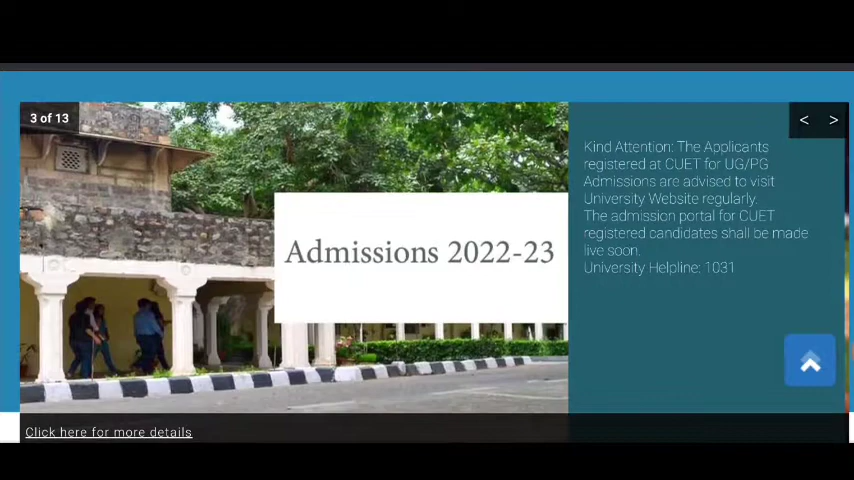 3 of 13
< >
Kind Attention: The Applicants
registered at CUET for UG/PG
Admissions are advised to visit
University Website regularly.
The admission portal for CUET
registered candidates shall be made
live soon.
University Helpline: 1031
Admissions 2022-23
Click here for more details